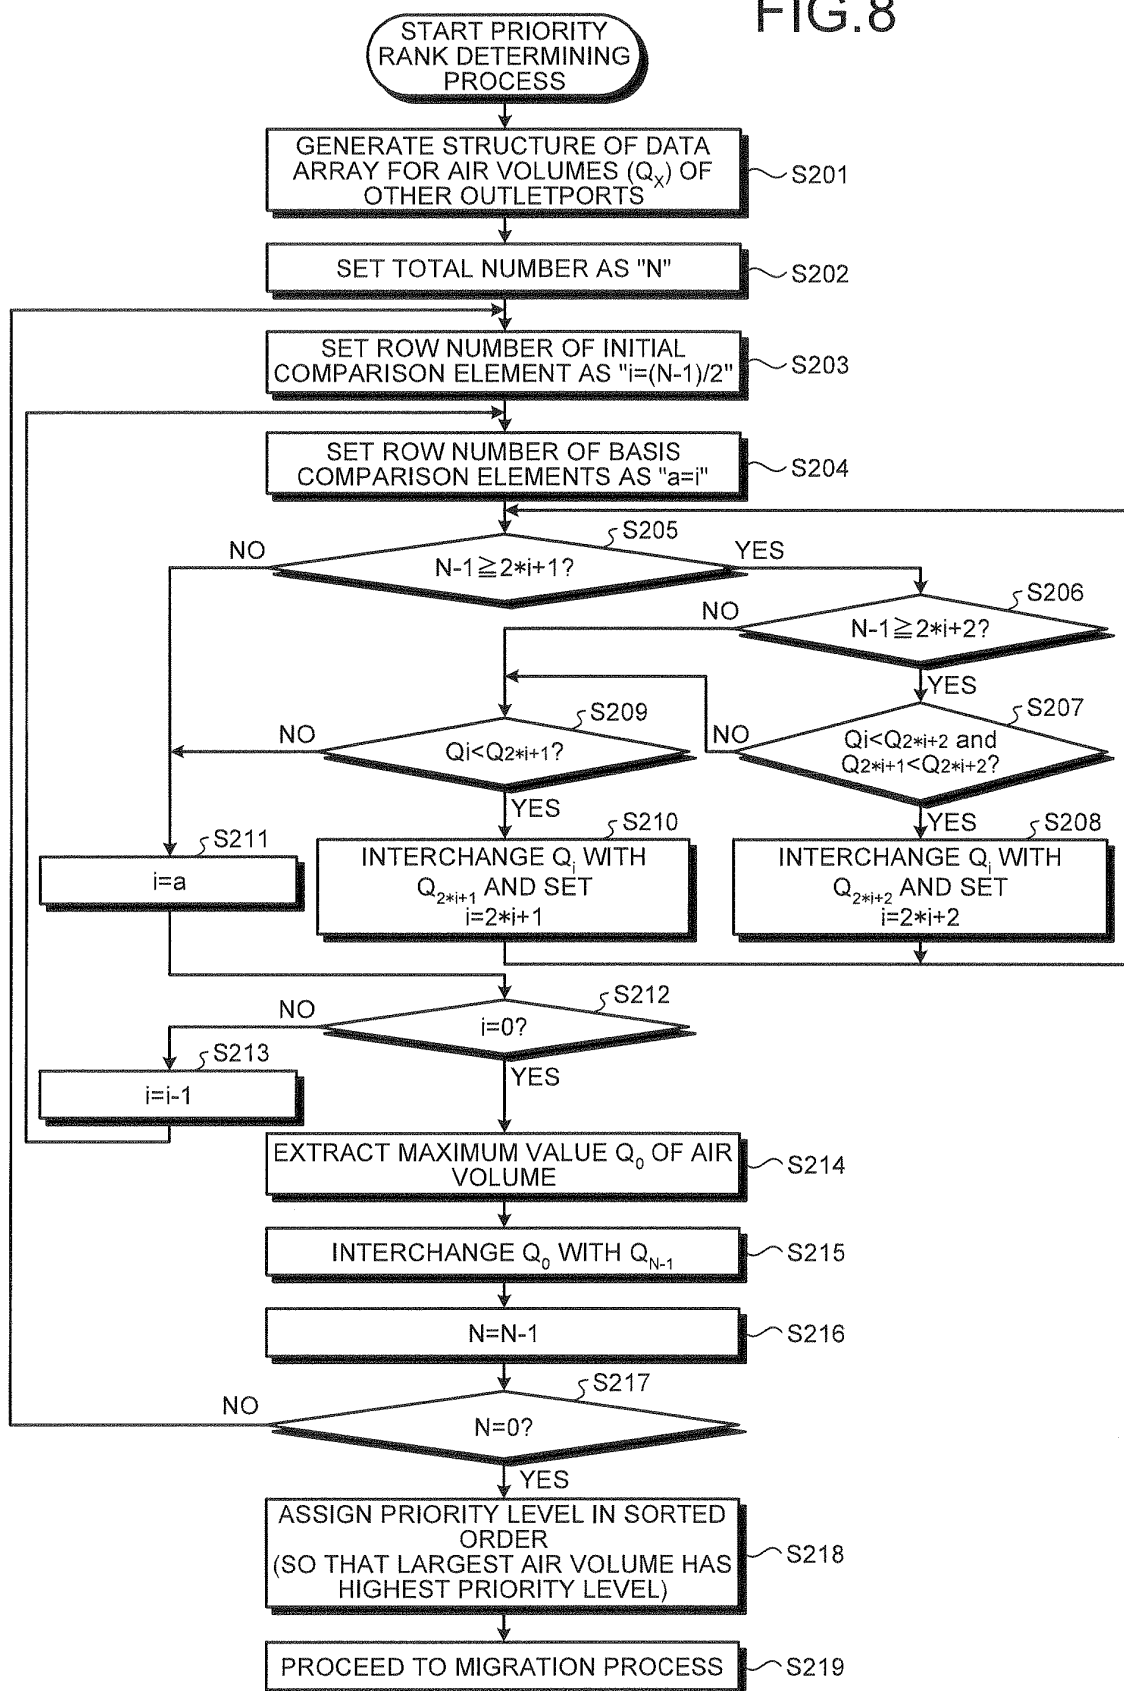 FIG.8
START PRIORITY
RANK DETERMINING
PROCESS
GENERATE STRUCTURE OF DATA
ARRAY FOR AIR VOLUMES (QX) OF
OTHER OUTLETPORTS
S201
SET TOTAL NUMBER AS "N"
S202
SET ROW NUMBER OF INITIAL
COMPARISON ELEMENT AS "i=(N-1)/2"
S203
SET ROW NUMBER OF BASIS
COMPARISON ELEMENTS AS "a=i"
S204
S205
NO
N-1≧2*i+1?
YES
S206
NO
N-1≧2*i+2?
YES
S207
NO
Qi<Q2*i+2 and
Q2*i+1<Q2*i+2?
YES
S209
NO
Qi<Q2*i+1?
YES
S211
i=a
S210
INTERCHANGE Qi WITH
Q2*i+1 AND SET
i=2*i+1
S208
INTERCHANGE Qi WITH
Q2*i+2 AND SET
i=2*i+2
S212
NO
i=0?
YES
S213
i=i-1
EXTRACT MAXIMUM VALUE Q0 OF AIR
VOLUME
S214
INTERCHANGE Q0 WITH QN-1
S215
N=N-1
S216
S217
NO
N=0?
YES
ASSIGN PRIORITY LEVEL IN SORTED
ORDER
(SO THAT LARGEST AIR VOLUME HAS
HIGHEST PRIORITY LEVEL)
S218
PROCEED TO MIGRATION PROCESS
S219